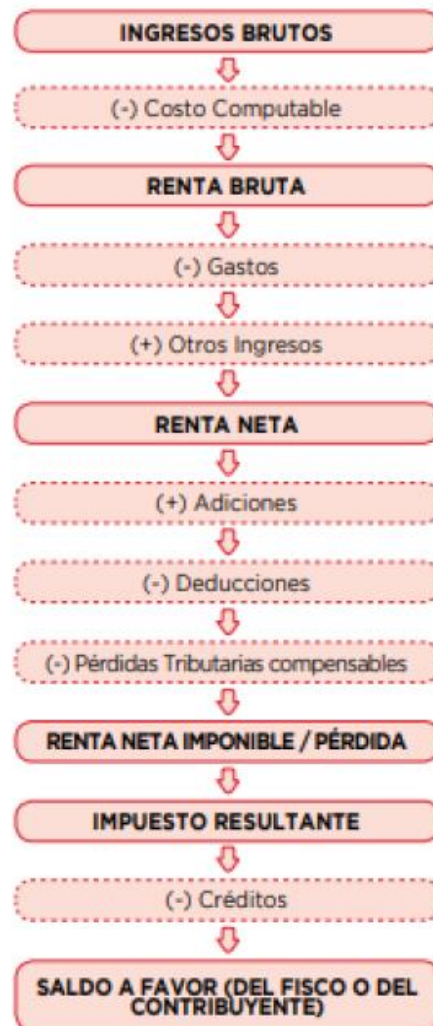 INGRESOS BRUTOS
(-) Costo Computable
RENTA BRUTA
(-) Gastos
(+) Otros Ingresos
RENTA NETA
(+) Adiciones
(-) Deducciones
(-) Pérdidas Tributarias compensables
RENTA NETA IMPONIBLE / PÉRDIDA
IMPUESTO RESULTANTE
(-) Créditos
SALDO A FAVOR (DEL FISCO O DEL
CONTRIBUYENTE)